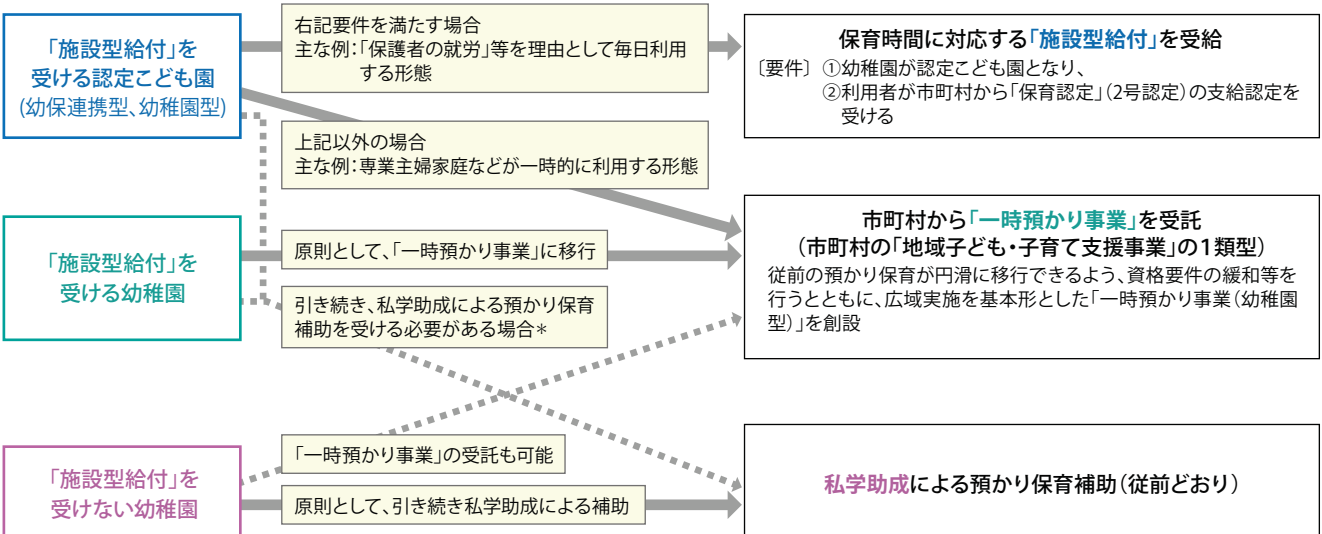 「施設型給付」を
受ける認定こども園
(幼保連携型、幼稚園型)
右記要件を満たす場合
主な例：「保護者の就労」等を理由として毎日利用
する形態
保育時間に対応する「施設型給付」を受給
〔要件〕①幼稚園が認定こども園となり、
②利用者が市町村から「保育認定」（2号認定）の支給認定を
受ける
上記以外の場合
主な例：専業主婦家庭などが一時的に利用する形態
「施設型給付」を
受ける幼稚園
原則として、「一時預かり事業」に移行
引き続き、私学助成による預かり保育
補助を受ける必要がある場合＊
市町村から「一時預かり事業」を受託
（市町村の「地域子ども・子育て支援事業」の1類型）
従前の預かり保育が円滑に移行できるよう、資格要件の緩和等を
行うとともに、広域実施を基本形とした「一時預かり事業（幼稚園
型）」を創設
「施設型給付」を
受けない幼稚園
「一時預かり事業」の受託も可能
原則として、引き続き私学助成による補助
私学助成による預かり保育補助（従前どおり）